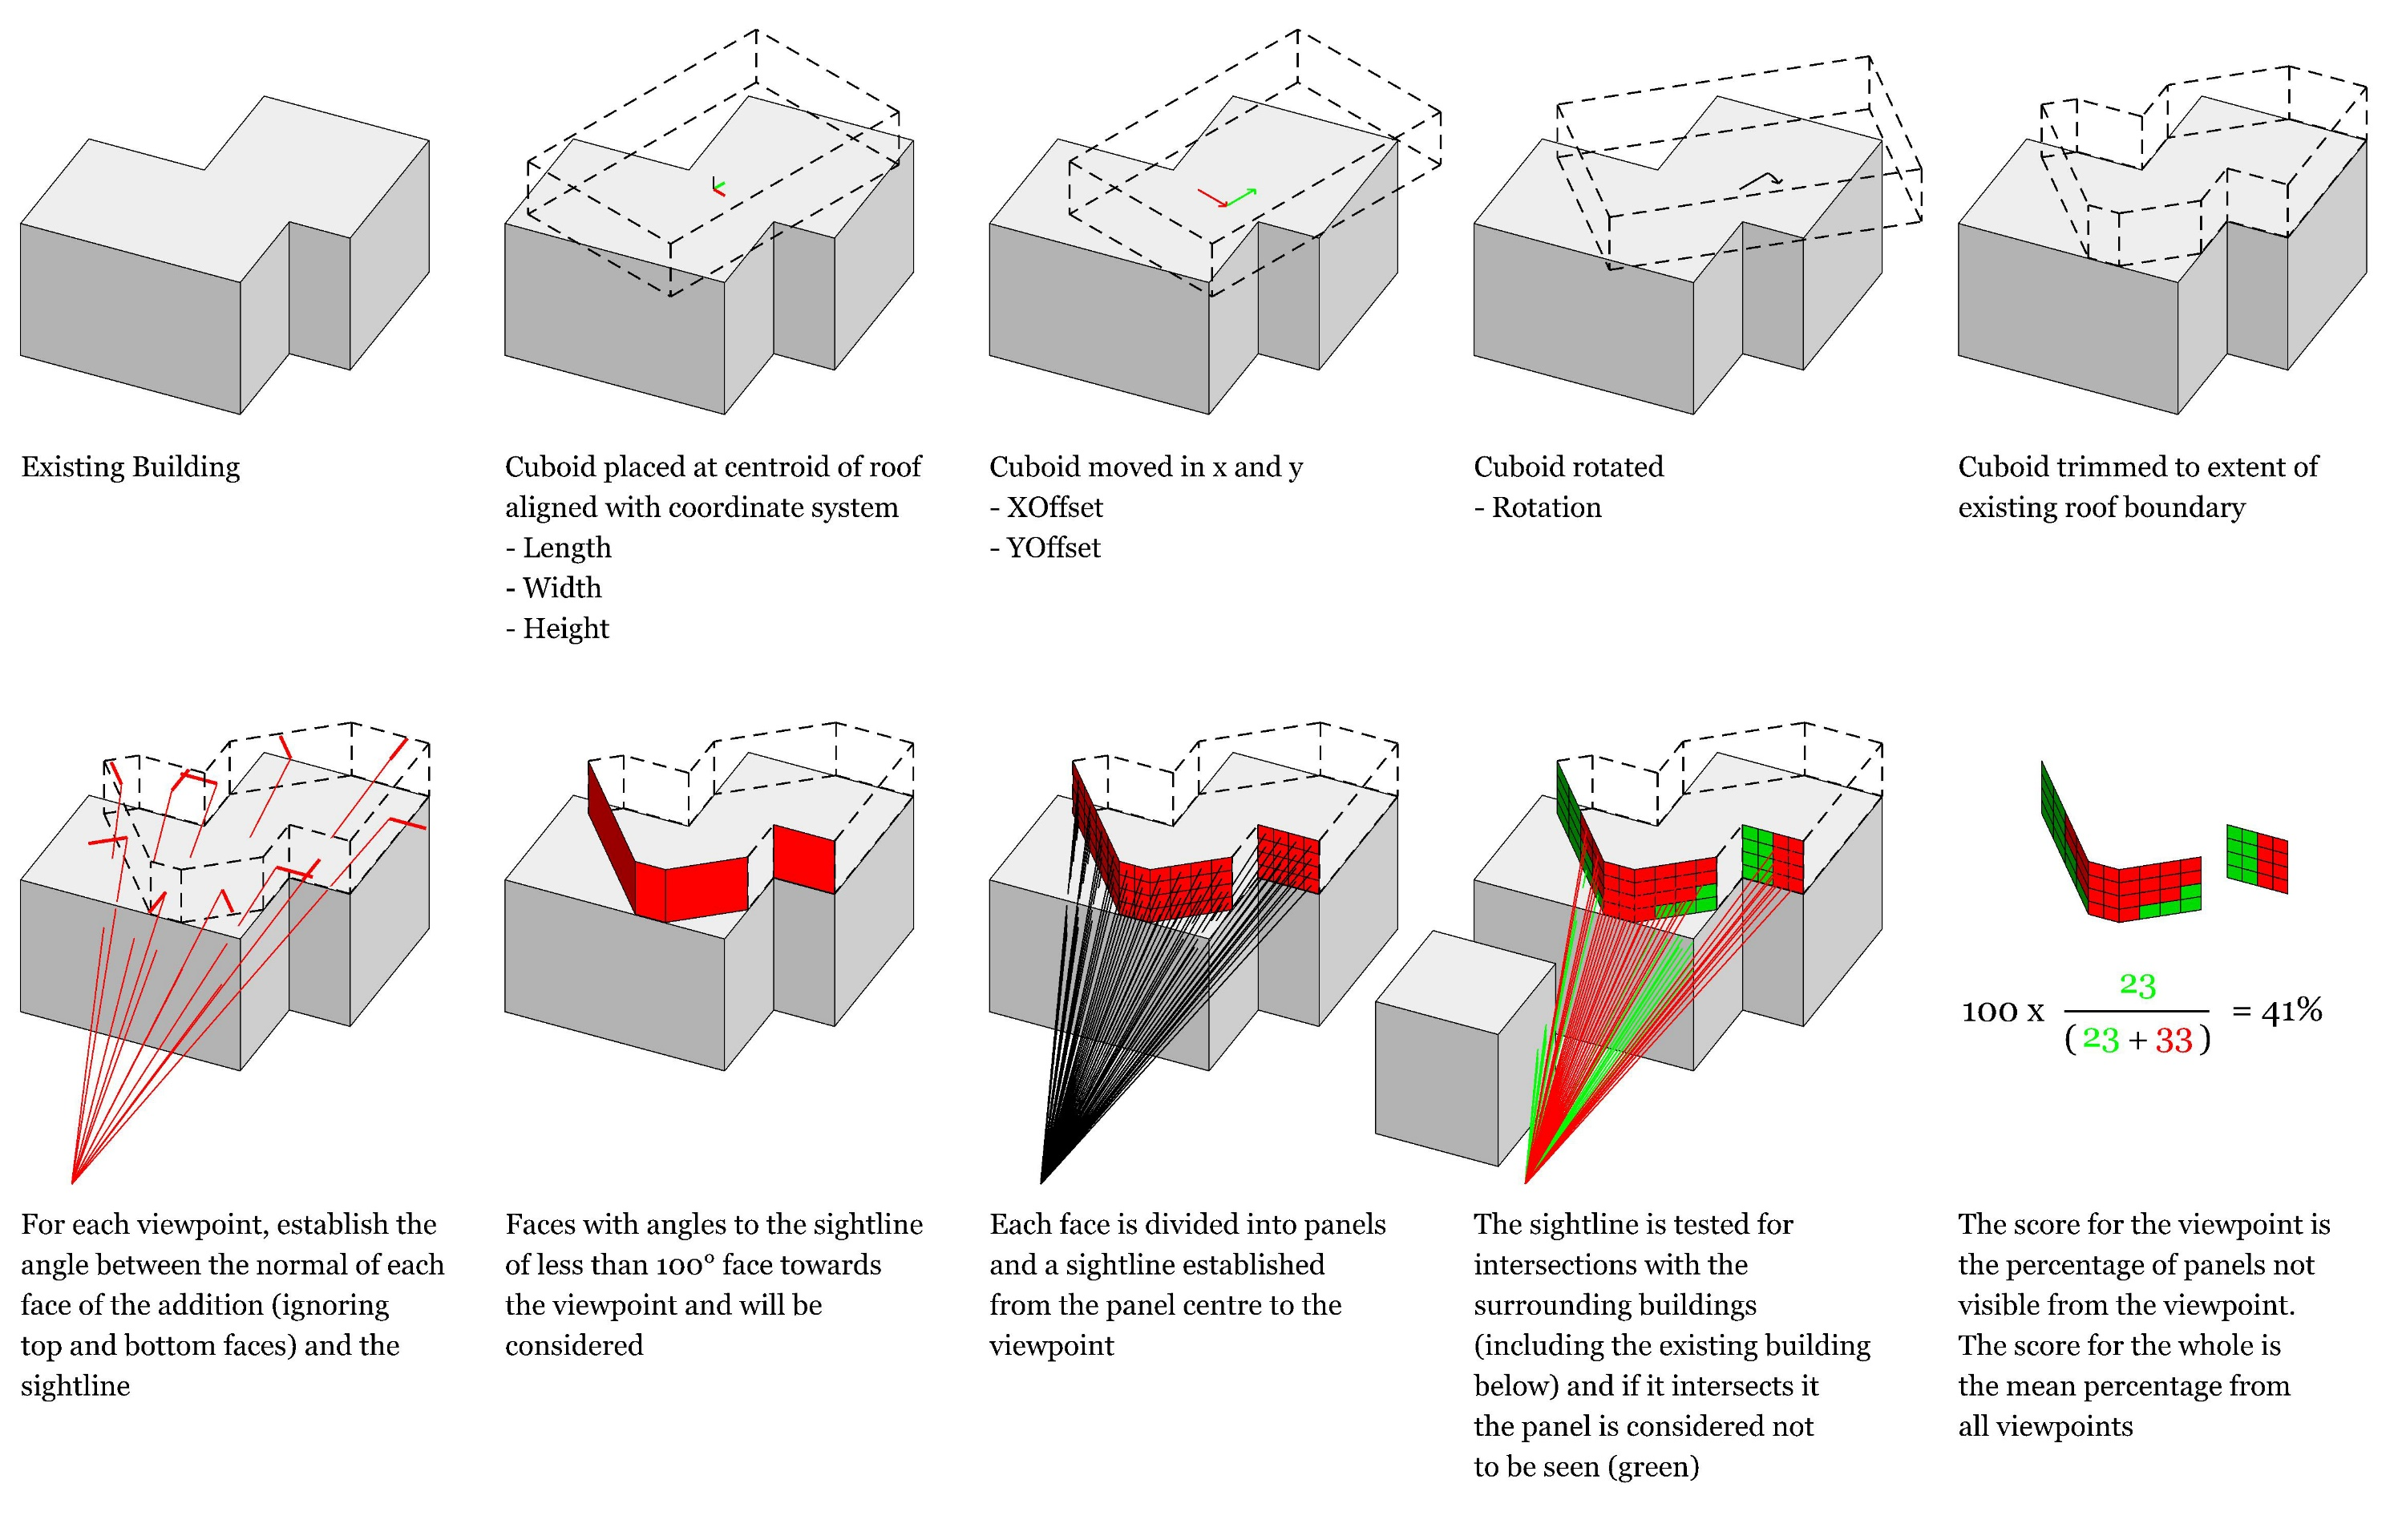 Existing Building
Cuboid placed at centroid of roof
aligned with coordinate system
- Length
- Width
- Height
Cuboid moved in x and y
- XOffset
- YOffset
Cuboid rotated
- Rotation
Cuboid trimmed to extent of
existing roof boundary
For each viewpoint, establish the
angle between the normal of each
face of the addition (ignoring
top and bottom faces) and the
sightline
Faces with angles to the sightline
of less than 100° face towards
the viewpoint and will be
considered
Each face is divided into panels
and a sightline established
from the panel centre to the
viewpoint
The sightline is tested for
intersections with the
surrounding buildings
(including the existing building
below) and if it intersects it
the panel is considered not
to be seen (green)
23
100 x = 41%
(23 + 33)
The score for the viewpoint is
the percentage of panels not
visible from the viewpoint.
The score for the whole is
the mean percentage from
all viewpoints